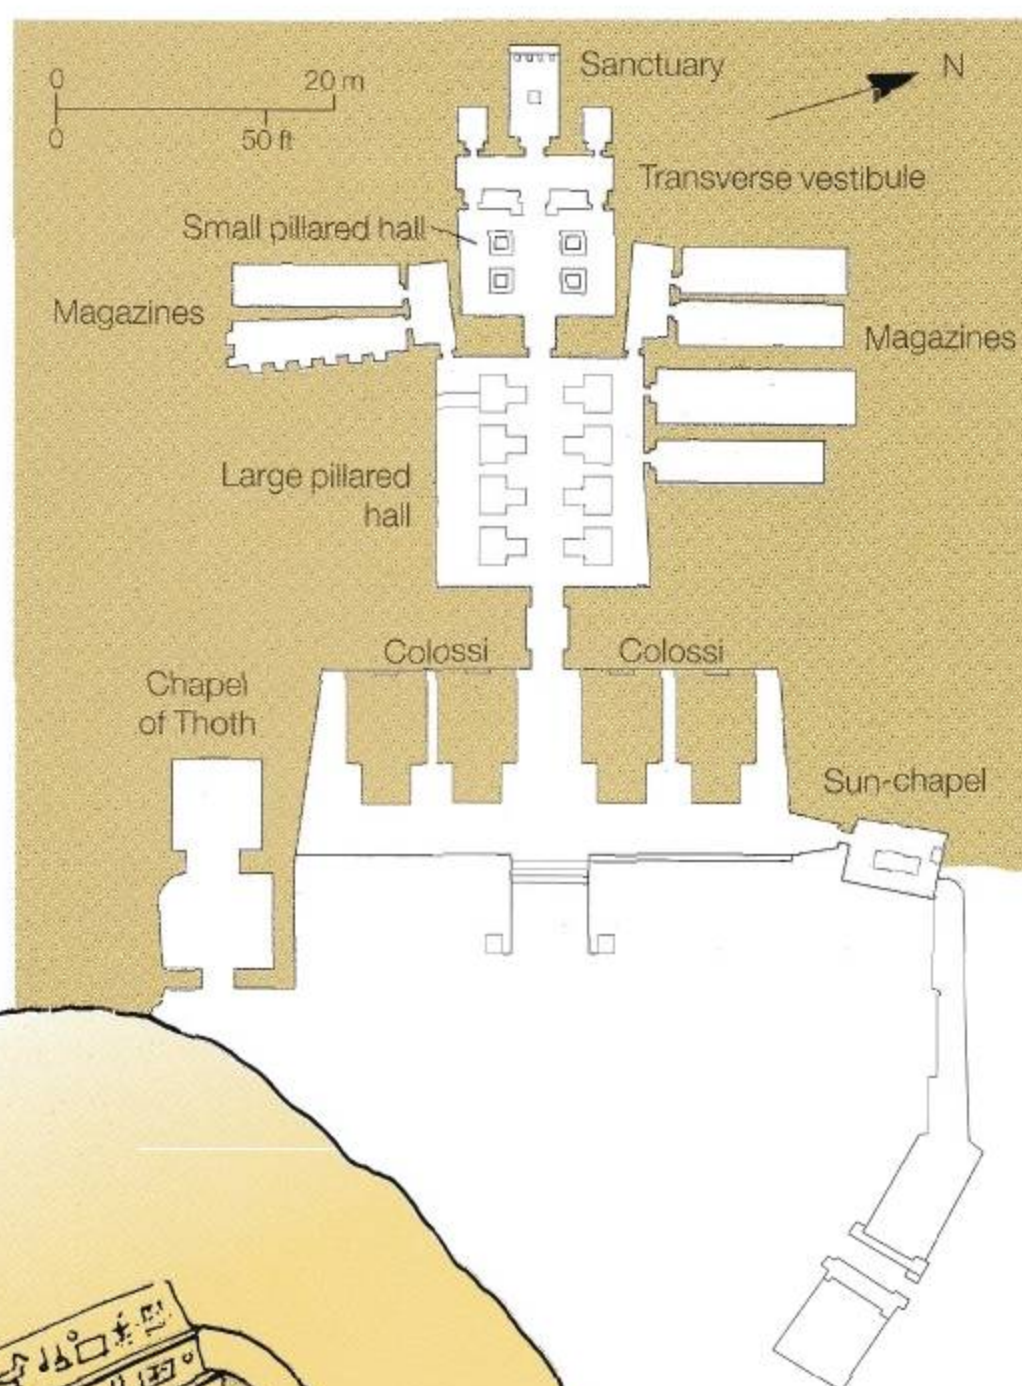 Sanctuary
N
0 20 m
0 50 ft
Transverse vestibule
Small pillared hall
Magazines
Magazines
Large pillared
hall
Colossi Colossi
Chapel
of Thoth
Sun-chapel